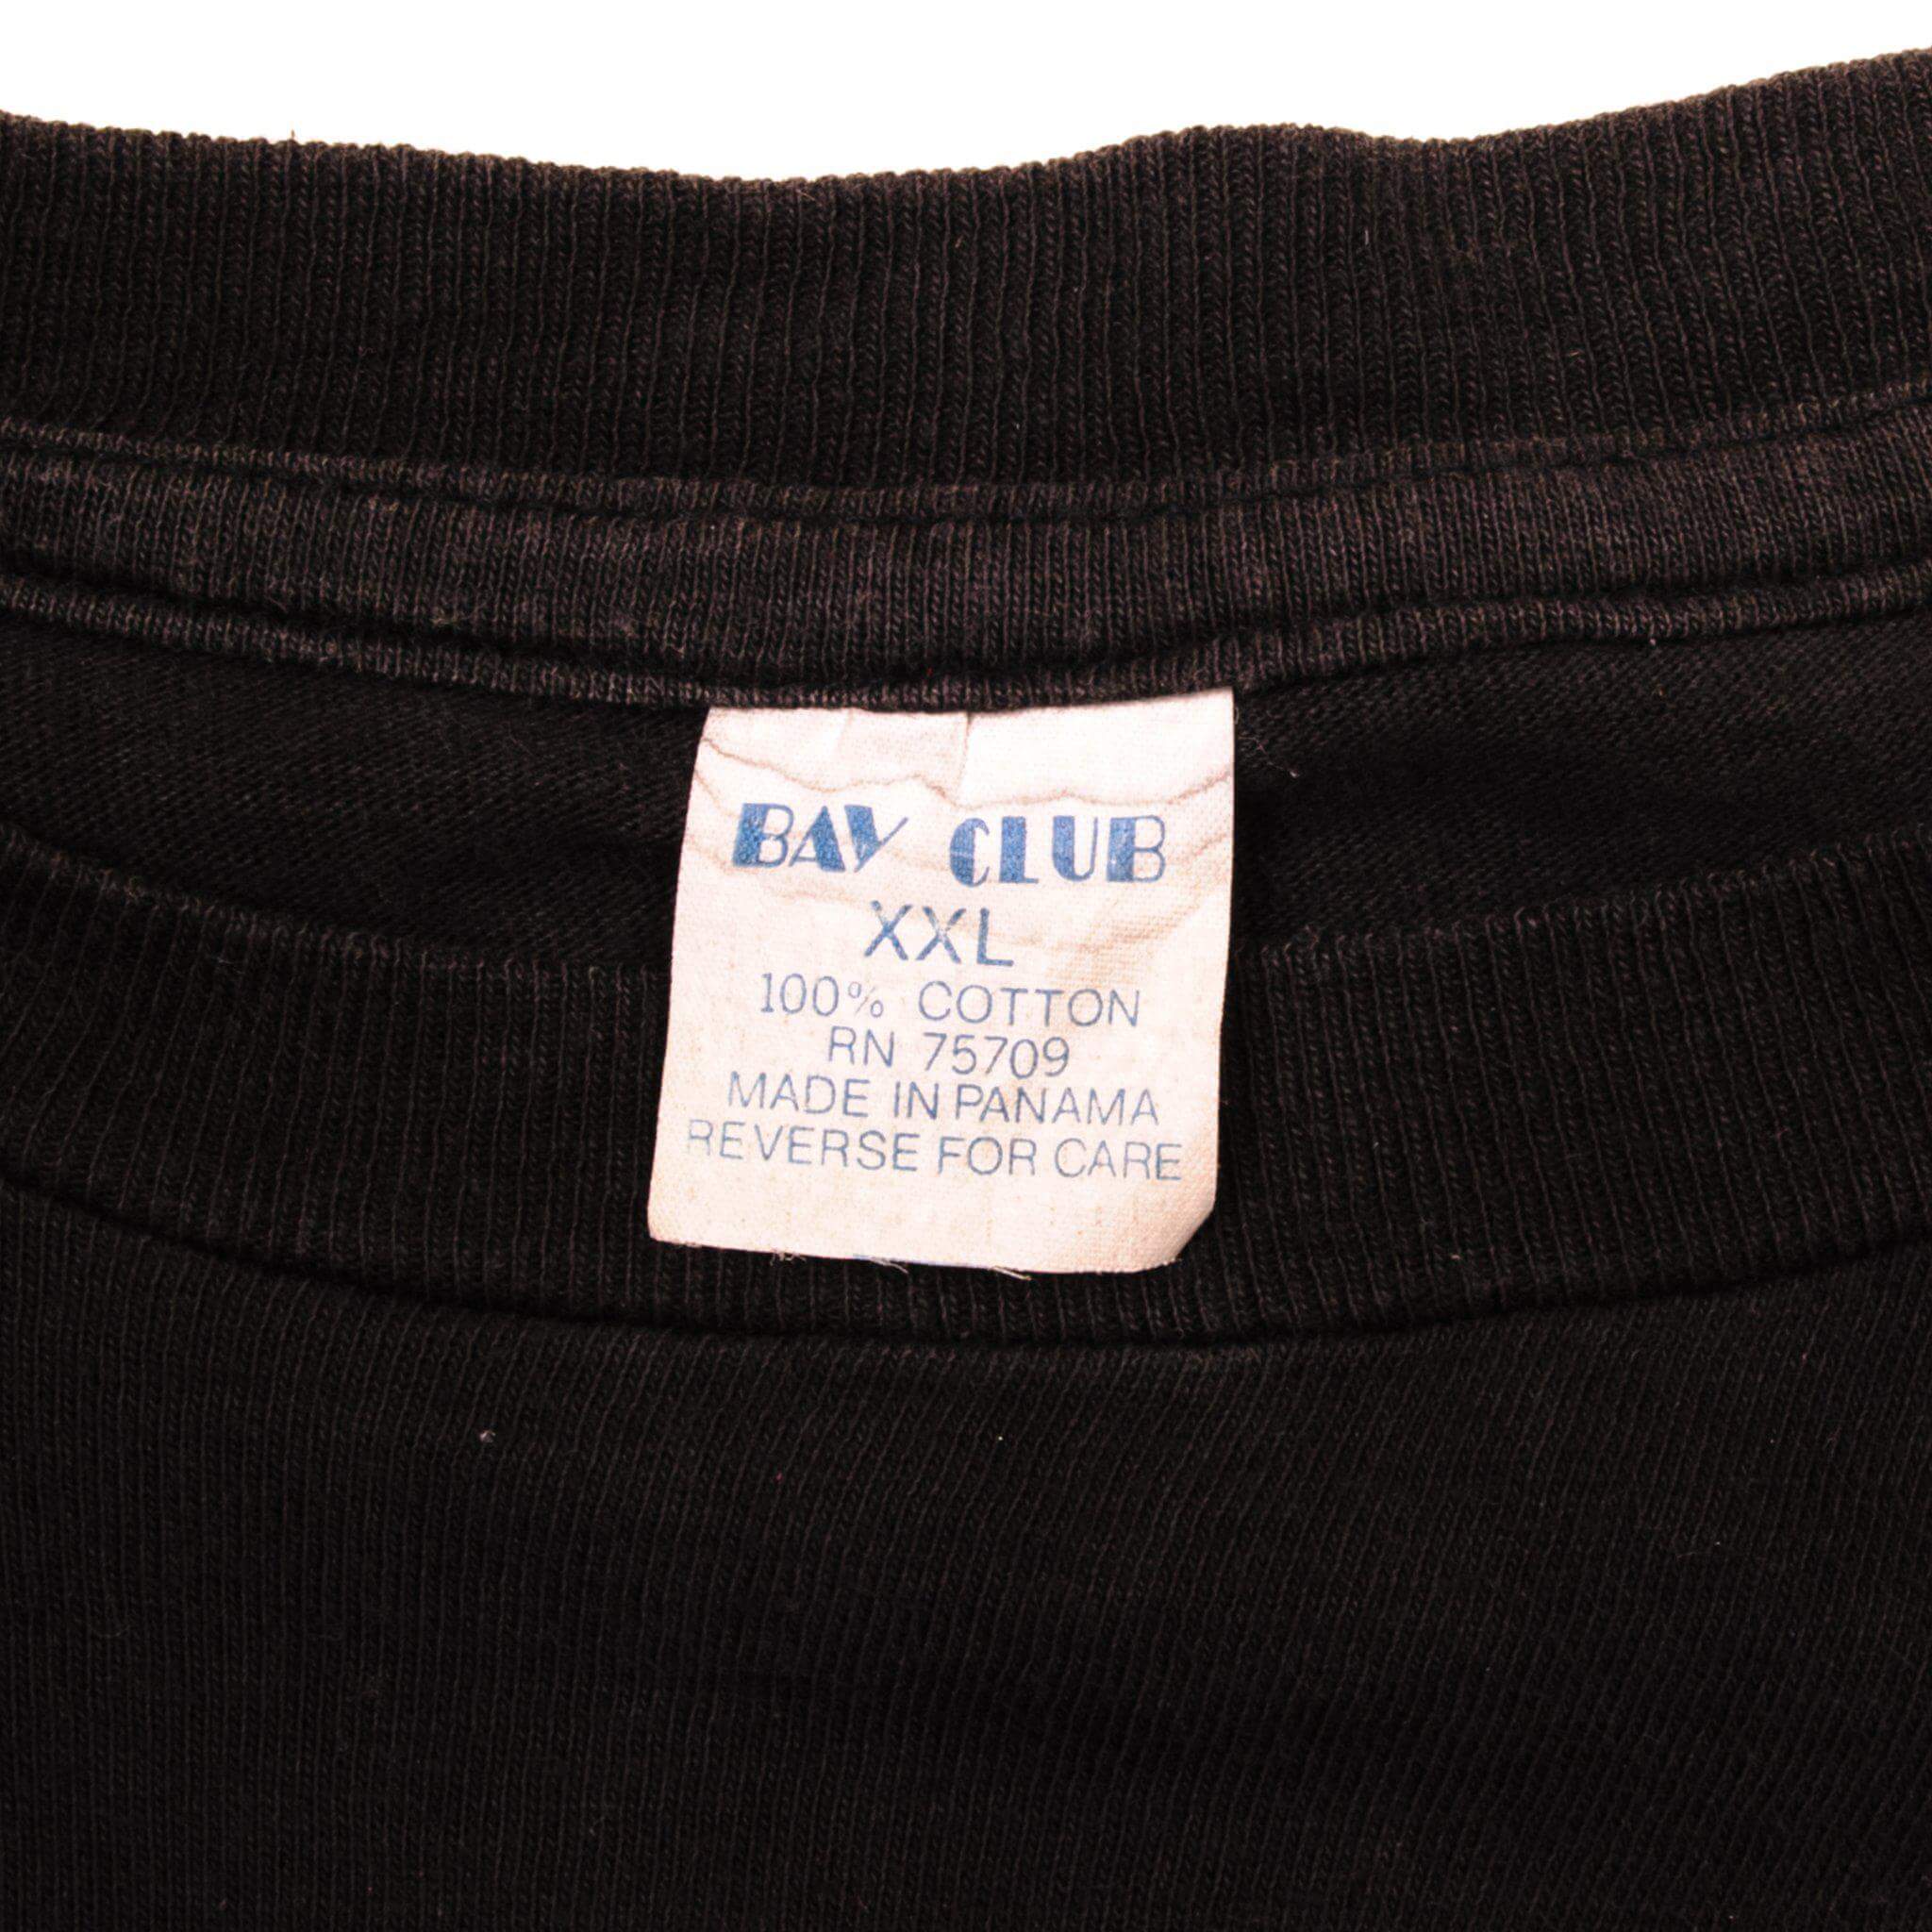 BAY CLUB
XXL
100% COTTON
RN 75709
MADE IN PANAMA
REVERSE FOR CARE